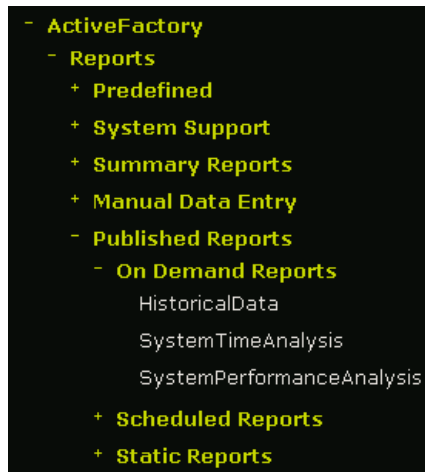 - ActiveFactory
- Reports
+ Predefined
+ System Support
+ Summary Reports
+ Manual Data Entry
- Published Reports
- On Demand Reports
HistoricalData
SystemTimeAnalysis
SystemPerformanceAnalysis
+ Scheduled Reports
+ Static Reports